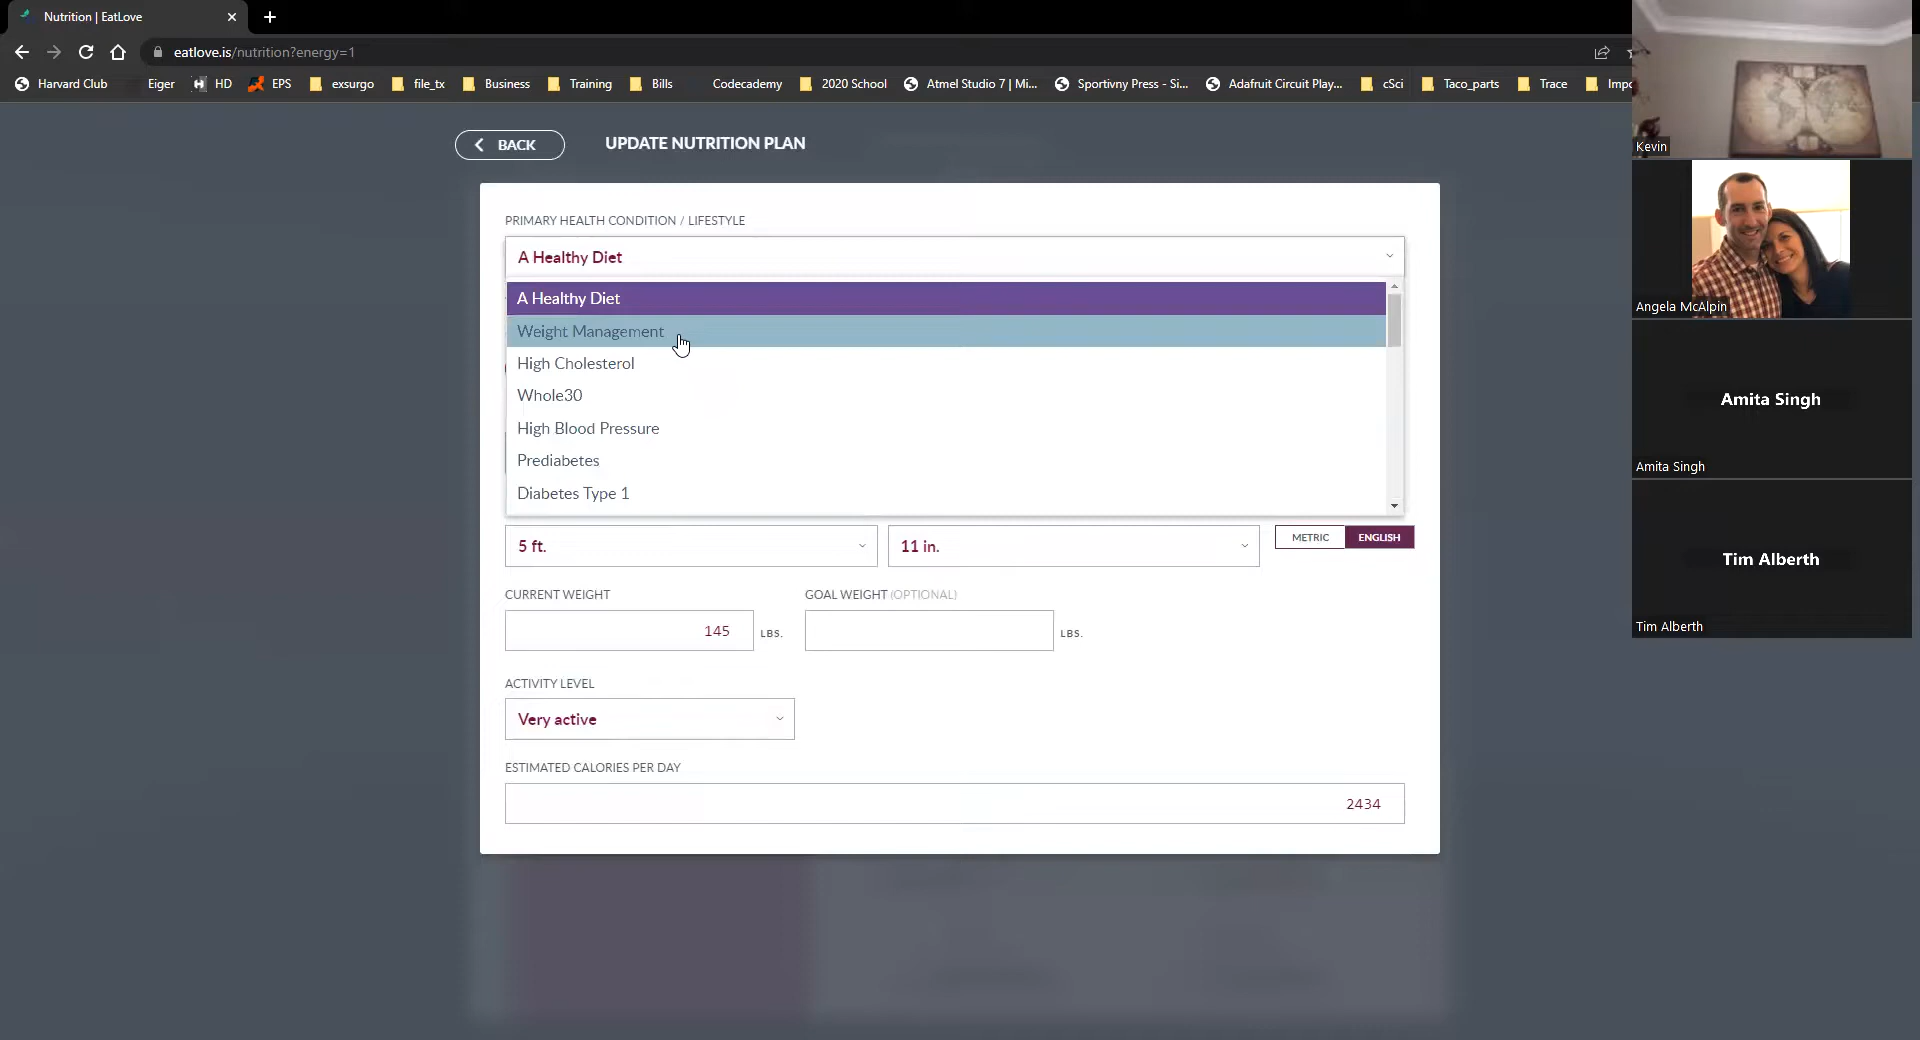 Nutrition | EatLove
eatlove.is/nutrition?energy=1
Harvard Club Eiger HD EPS exsurgo file_tx Business Training Bills Codecademy 2020 School Atmel Studio 7 | Mi... Sportivny Press - Si... Adafruit Circuit Play... cSci Taco_parts Trace Impo
BACK
UPDATE NUTRITION PLAN
PRIMARY HEALTH CONDITION / LIFESTYLE
A Healthy Diet
A Healthy Diet
Weight Management
High Cholesterol
Whole30
High Blood Pressure
Prediabetes
Diabetes Type 1
5 ft. 11 in. METRIC ENGLISH
CURRENT WEIGHT GOAL WEIGHT (OPTIONAL)
145 LBS. LBS.
ACTIVITY LEVEL
Very active
ESTIMATED CALORIES PER DAY
2434
Kevin
Angela McAlpin
Amita Singh
Amita Singh
Tim Alberth
Tim Alberth